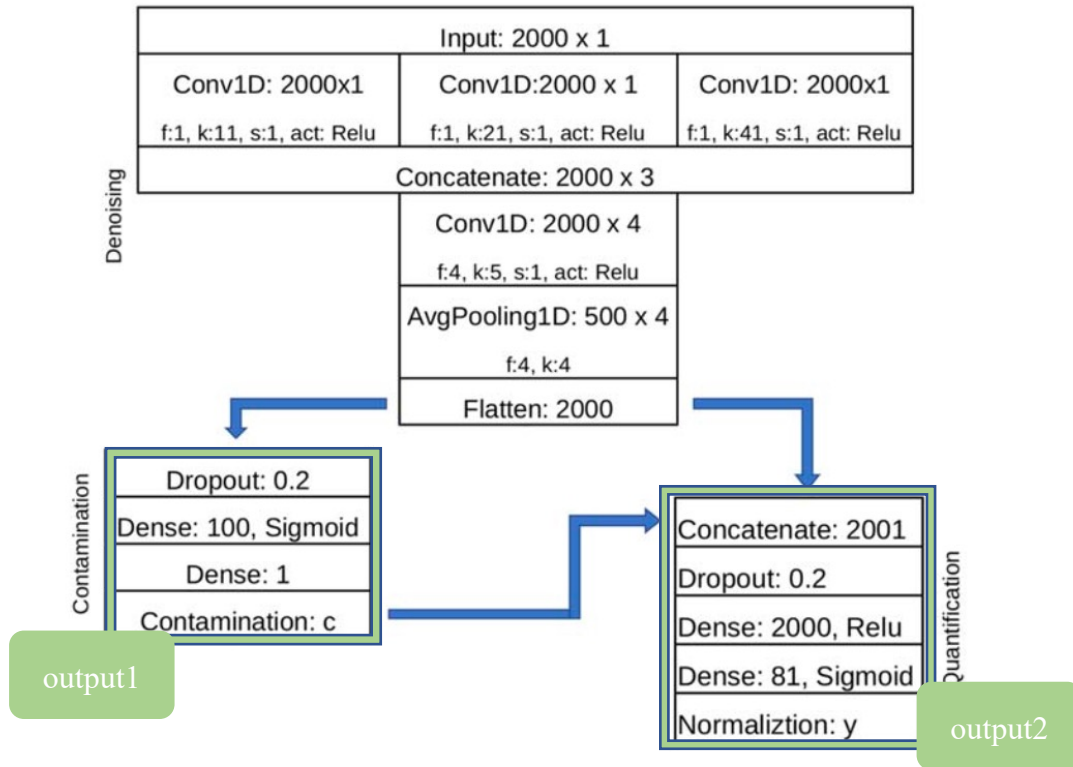 Input: 2000 x 1
Conv1D: 2000x1
f:1, k:11, s:1, act: Relu
Conv1D:2000 x 1
f:1, k:21, s:1, act: Relu
Conv1D: 2000x1
f:1, k:41, s:1, act: Relu
Concatenate: 2000 x 3
Denoising
Conv1D: 2000 x 4
f:4, k:5, s:1, act: Relu
AvgPooling1D: 500 x 4
f:4, k:4
Flatten: 2000
Contamination
Dropout: 0.2
Dense: 100, Sigmoid
Dense: 1
Contamination: c
output1
Concatenate: 2001
Dropout: 0.2
Dense: 2000, Relu
Dense: 81, Sigmoid
Normaliztion: y
Quantification
output2